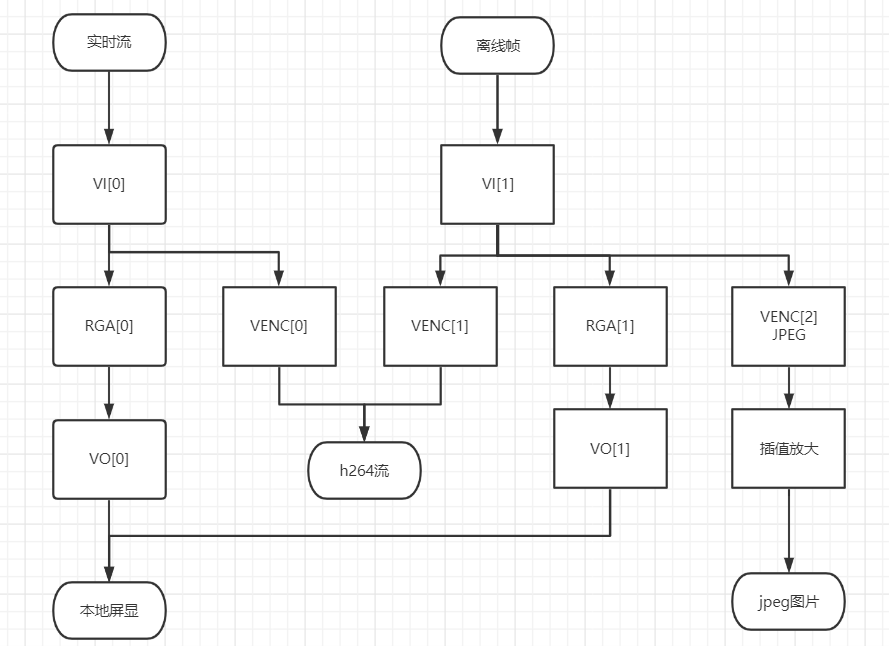 实时流
离线帧
VI[0]
VI[1]
RGA[0]
VENC[0]
VENC[1]
RGA[1]
VENC[2]
JPEG
VO[0]
h264流
VO[1]
插值放大
本地屏显
jpeg图片